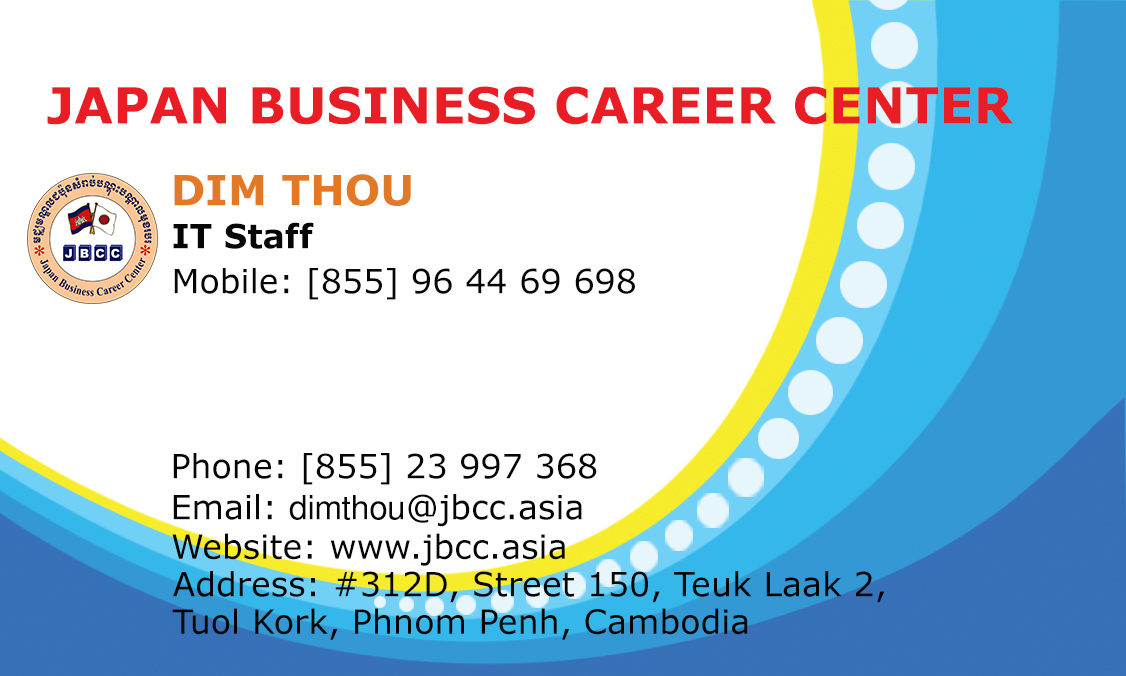 JAPAN BUSINESS CAREER CENTER
DIM THOU
IT Staff
Mobile: [855] 96 44 69 698
JBCC
Japan Business Career Center
Phone: [855] 23 997 368
Email: dimthou@jbcc.asia
Website: www.jbcc.asia
Address: #312D, Street 150, Teuk Laak 2,
Tuol Kork, Phnom Penh, Cambodia